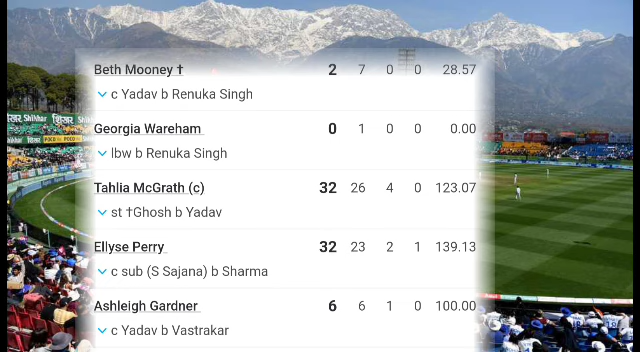 Beth Mooney † 2 7 0 0 28.57
c Yadav b Renuka Singh
Georgia Wareham 0 1 0 0 0.00
lbw b Renuka Singh
Tahlia McGrath (c) 32 26 4 0 123.07
st †Ghosh b Yadav
Ellyse Perry 32 23 2 1 139.13
c sub (S Sajana) b Sharma
Ashleigh Gardner 6 6 1 0 100.00
c Yadav b Vastrakar
Shikhar शिखर